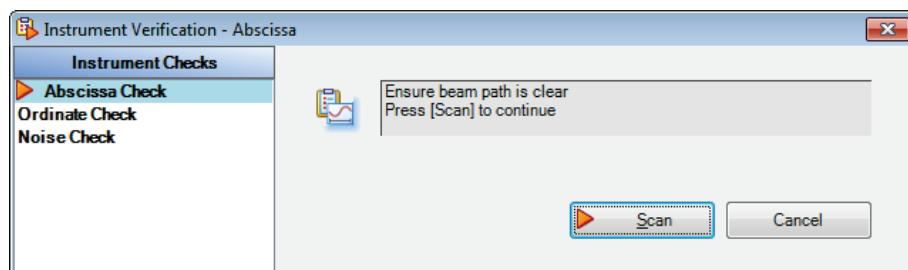 Instrument Verification - Abscissa
Instrument Checks
Abscissa Check
Ordinate Check
Noise Check
Ensure beam path is clear
Press [Scan] to continue
Scan
Cancel